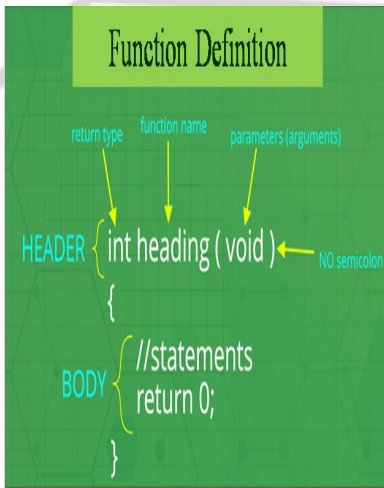 Function Definition
return type function name parameters (arguments)
HEADER { int heading ( void ) NO semicolon
{
//statements
BODY { return 0;
}